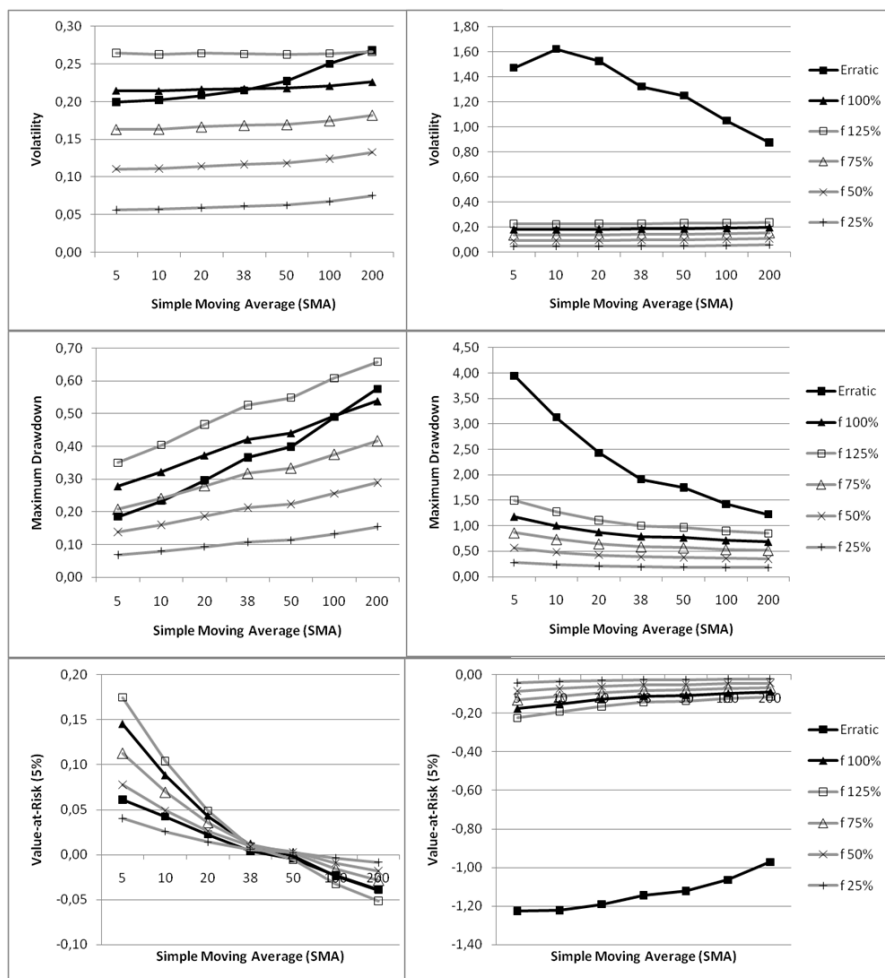 0,30
0,25
0,20
0,15
0,10
0,05
0,00
Volatility
5 10 20 38 50 100 200
Simple Moving Average (SMA)
1,80
1,60
1,40
1,20
1,00
0,80
0,60
0,40
0,20
0,00
Volatility
5 10 20 38 50 100 200
Simple Moving Average (SMA)
Erratic
f 100%
f 125%
f 75%
f 50%
f 25%
0,70
0,60
0,50
0,40
0,30
0,20
0,10
0,00
Maximum Drawdown
5 10 20 38 50 100 200
Simple Moving Average (SMA)
4,50
4,00
3,50
3,00
2,50
2,00
1,50
1,00
0,50
0,00
Maximum Drawdown
5 10 20 38 50 100 200
Simple Moving Average (SMA)
Erratic
f 100%
f 125%
f 75%
f 50%
f 25%
0,20
0,15
0,10
0,05
0,00
-0,05
-0,10
Value-at-Risk (5%)
5 10 20 38 50 100 200
Simple Moving Average (SMA)
0,00
-0,20
-0,40
-0,60
-0,80
-1,00
-1,20
-1,40
Value-at-Risk (5%)
200
Simple Moving Average (SMA)
Erratic
f 100%
f 125%
f 75%
f 50%
f 25%